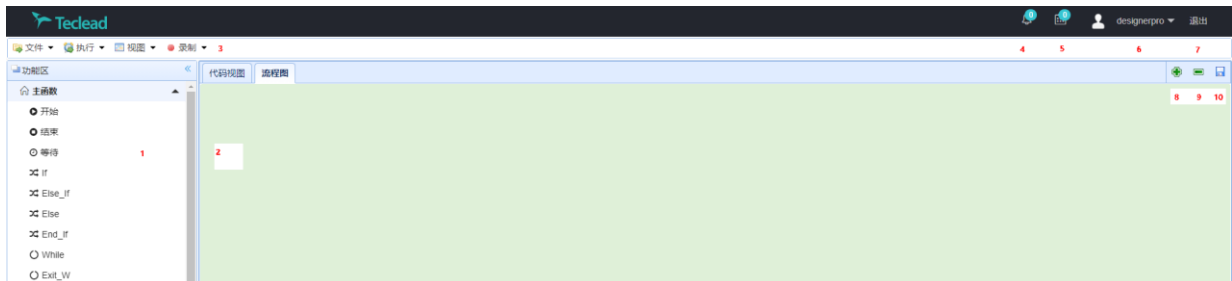 Teclead
0
0
designerpro
退出
文件 执行 视图 录制 3
4 5 6 7
功能区
代码视图 流程图
主函数
8 9 10
开始
结束
等待 1
2
If
Else_If
Else
End_If
While
Exit_W